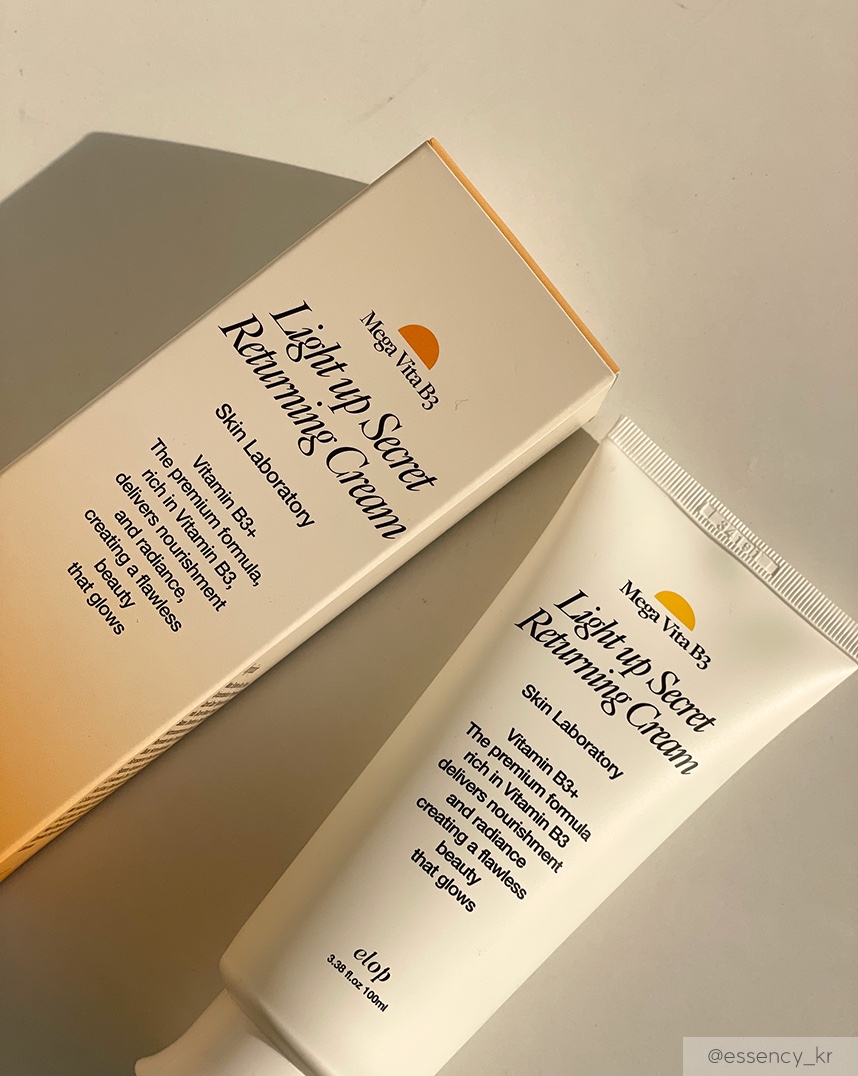 Mega Vita B3
Light up Secret
Returning Cream
Skin Laboratory
Vitamin B3+
The premium formula,
rich in Vitamin B3,
delivers nourishment
and radiance,
creating a flawless
beauty
that glows
Mega Vita B3
Light up Secret
Returning Cream
Skin Laboratory
Vitamin B3+
The premium formula
rich in Vitamin B3
delivers nourishment
and radiance
creating a flawless
beauty
that glows
elop
3.38 fl.oz 100ml
@essency_kr